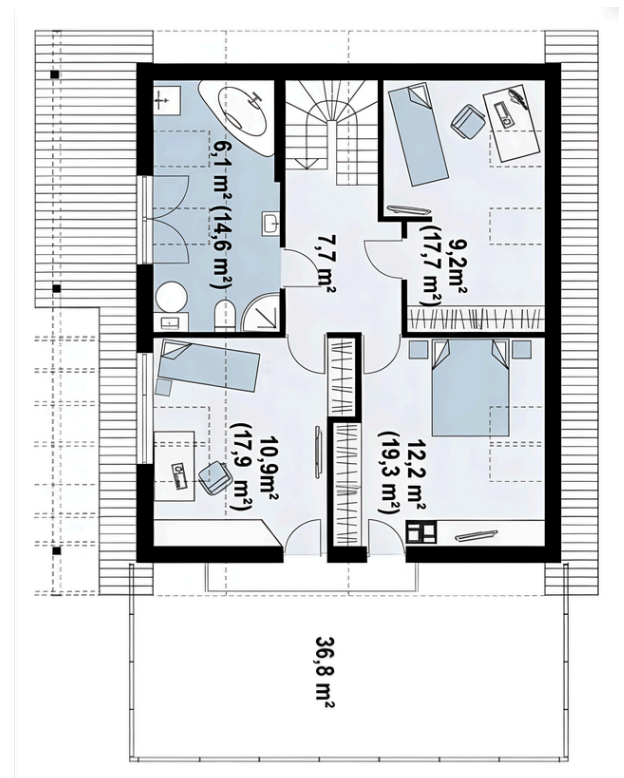 6,1 m² (14,6 m²)
7,7 m²
9,2m²
(17,7 m²)
10,9m²
(17,9 m²)
12,2 m²
(19,3 m²)
36,8 m²